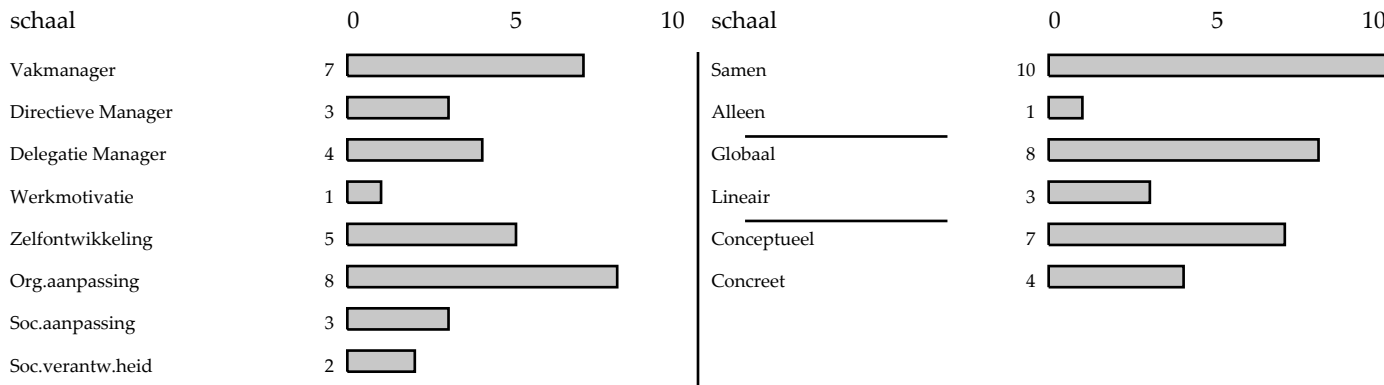 schaal 0 5 10
Vakmanager 7
Directieve Manager 3
Delegatie Manager 4
Werkmotivatie 1
Zelfontwikkeling 5
Org.aanpassing 8
Soc.aanpassing 3
Soc.verantw.heid 2
schaal 0 5 10
Samen 10
Alleen 1
Globaal 8
Lineair 3
Conceptueel 7
Concreet 4